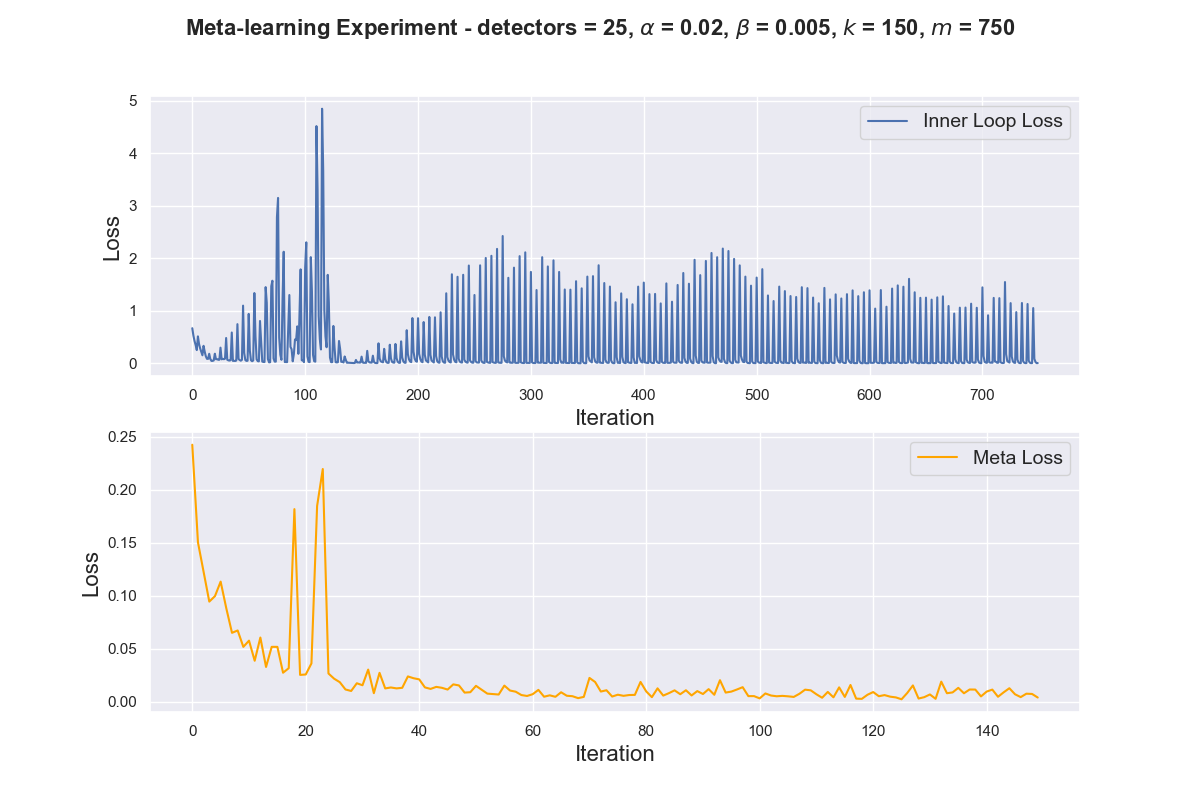 Meta-learning Experiment - detectors = 25, α = 0.02, β = 0.005, k = 150, m = 750
5
4
3
2
1
0
Loss
Inner Loop Loss
0 100 200 300 400 500 600 700
Iteration
0.25
0.20
0.15
0.10
0.05
0.00
Loss
Meta Loss
0 20 40 60 80 100 120 140
Iteration